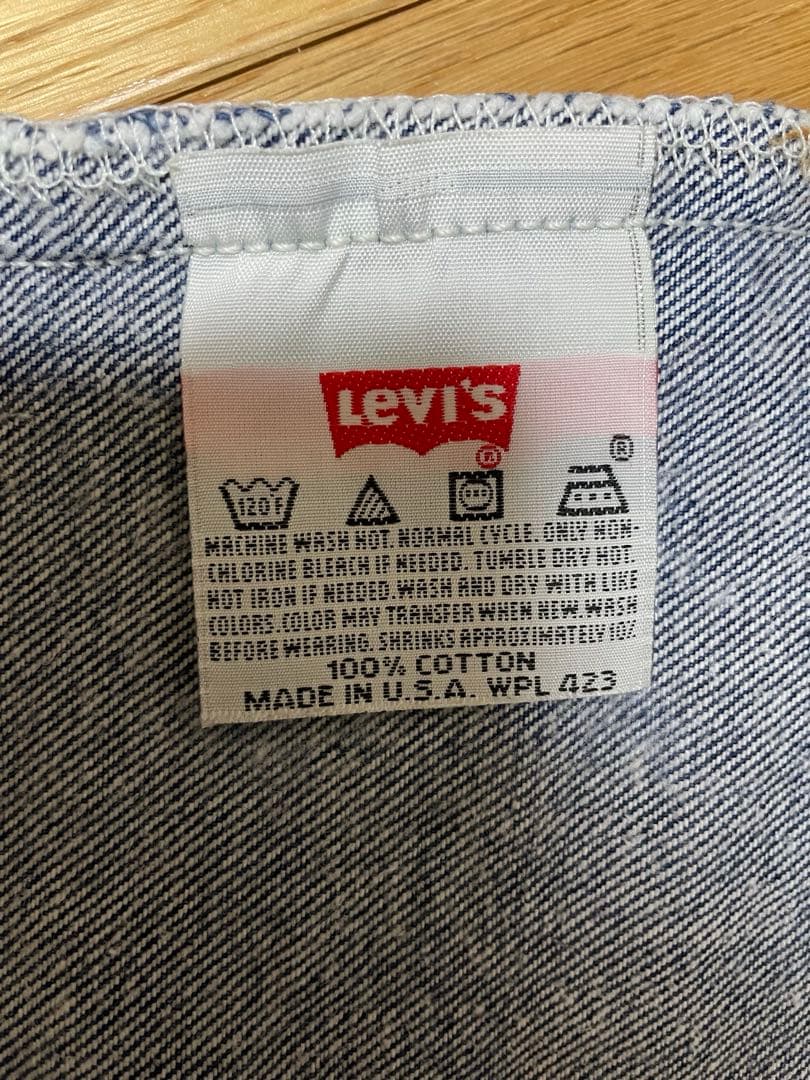 Levi's
®
®
120F
MACHINE WASH HOT. NORMAL CYCLE. ONLY NON-
CHLORINE BLEACH IF NEEDED. TUMBLE DRY HOT.
HOT IRON IF NEEDED. WASH AND DRY WITH LIKE
COLORS. COLOR MAY TRANSFER WHEN NEW. WASH
BEFORE WEARING. SHRINKS APPROXIMATELY 10%
100% COTTON
MADE IN U.S.A. WPL 423